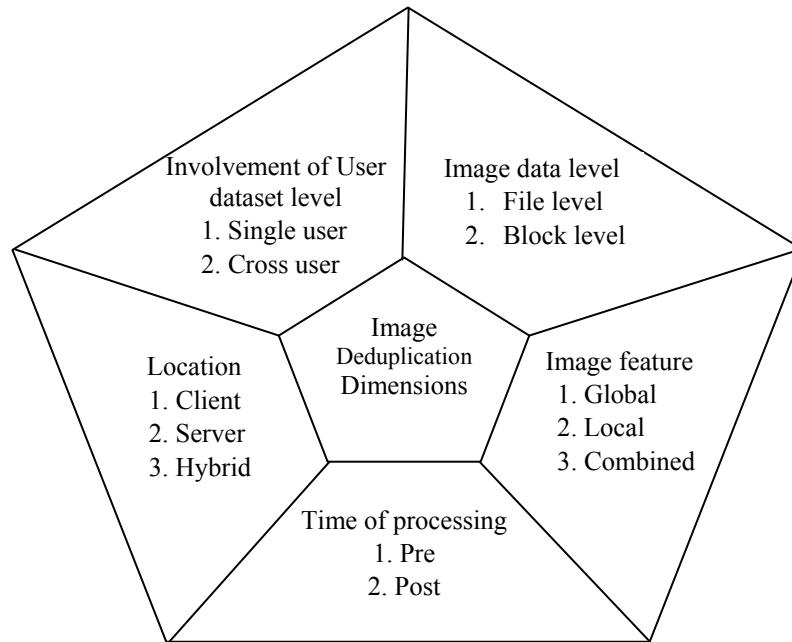 Involvement of User
dataset level
1. Single user
2. Cross user
Image data level
1. File level
2. Block level
Image
Deduplication
Dimensions
Location
1. Client
2. Server
3. Hybrid
Image feature
1. Global
2. Local
3. Combined
Time of processing
1. Pre
2. Post